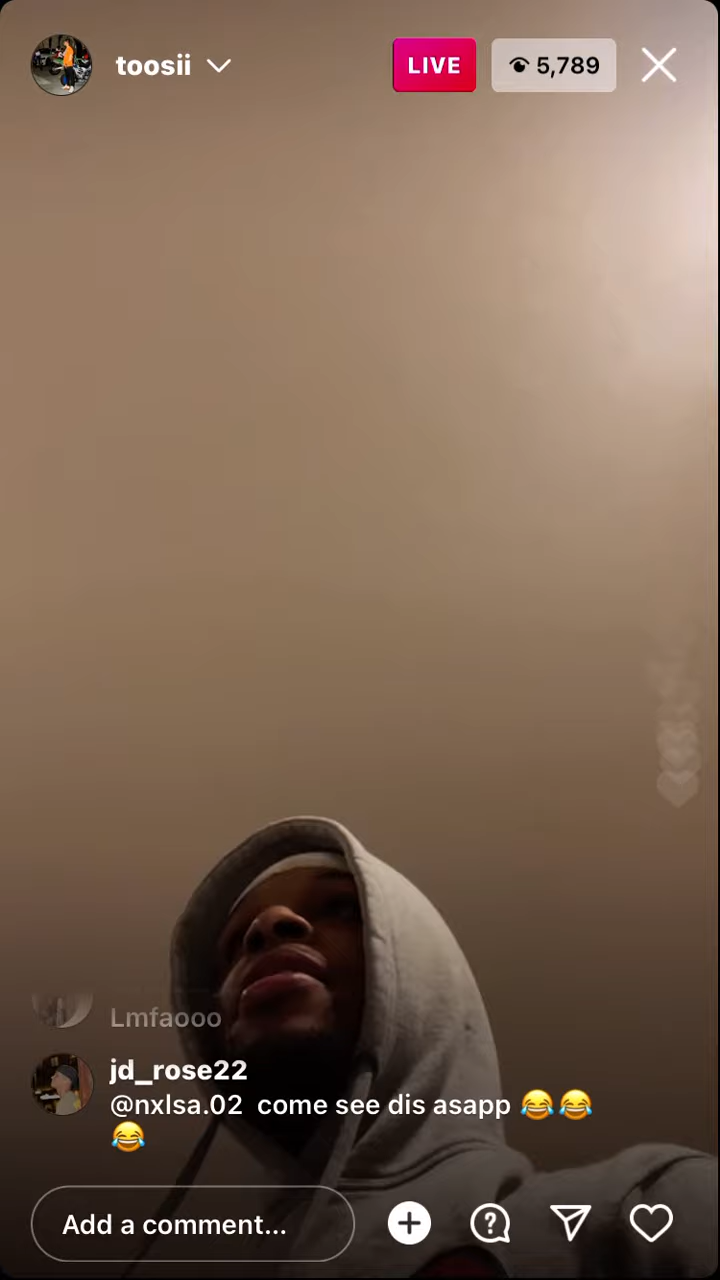 toosii
LIVE
5,789
Lmfaooo
jd_rose22
@nxlsa.02 come see dis asapp 😂😂
😂
Add a comment...